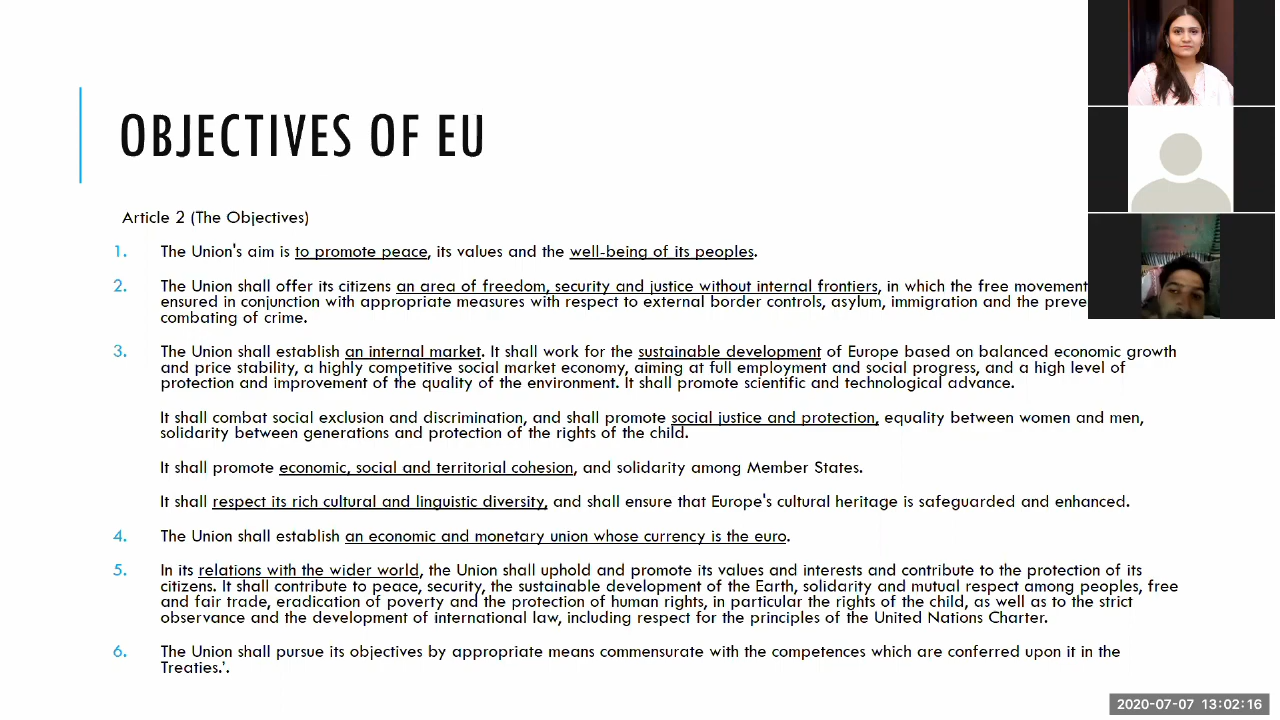 OBJECTIVES OF EU
Article 2 (The Objectives)
1. The Union's aim is to promote peace, its values and the well-being of its peoples.
2. The Union shall offer its citizens an area of freedom, security and justice without internal frontiers, in which the free movement
ensured in conjunction with appropriate measures with respect to external border controls, asylum, immigration and the
combating of crime.
3. The Union shall establish an internal market. It shall work for the sustainable development of Europe based on balanced economic growth
and price stability, a highly competitive social market economy, aiming at full employment and social progress, and a high level of
protection and improvement of the quality of the environment. It shall promote scientific and technological advance.
It shall combat social exclusion and discrimination, and shall promote social justice and protection, equality between women and men,
solidarity between generations and protection of the rights of the child.
It shall promote economic, social and territorial cohesion, and solidarity among Member States.
It shall respect its rich cultural and linguistic diversity, and shall ensure that Europe's cultural heritage is safeguarded and enhanced.
4. The Union shall establish an economic and monetary union whose currency is the euro.
5. In its relations with the wider world, the Union shall uphold and promote its values and interests and contribute to the protection of its
citizens. It shall contribute to peace, security, the sustainable development of the Earth, solidarity and mutual respect among peoples, free
and fair trade, eradication of poverty and the protection of human rights, in particular the rights of the child, as well as to the strict
observance and the development of international law, including respect for the principles of the United Nations Charter.
6. The Union shall pursue its objectives by appropriate means commensurate with the competences which are conferred upon it in the
Treaties.'.
2020-07-07 13:02:16